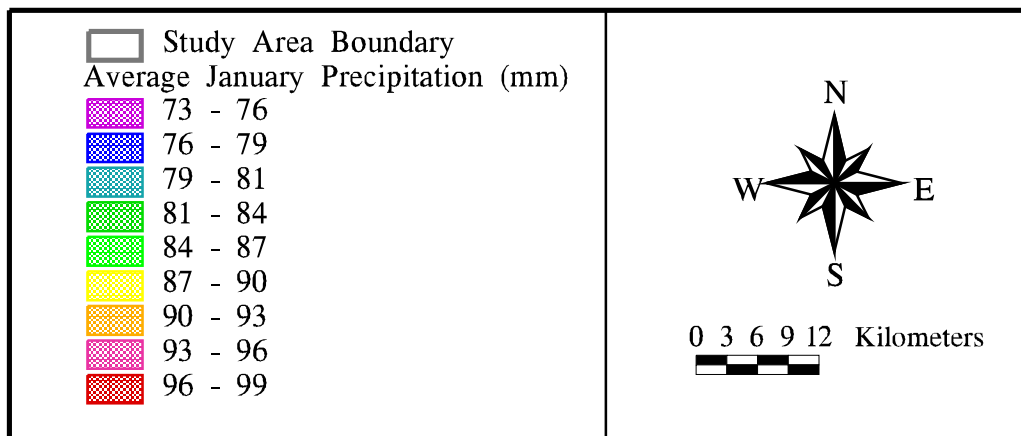 Study Area Boundary
Average January Precipitation (mm)
73 - 76
76 - 79
79 - 81
81 - 84
84 - 87
87 - 90
90 - 93
93 - 96
96 - 99
N
W E
S
0 3 6 9 12 Kilometers